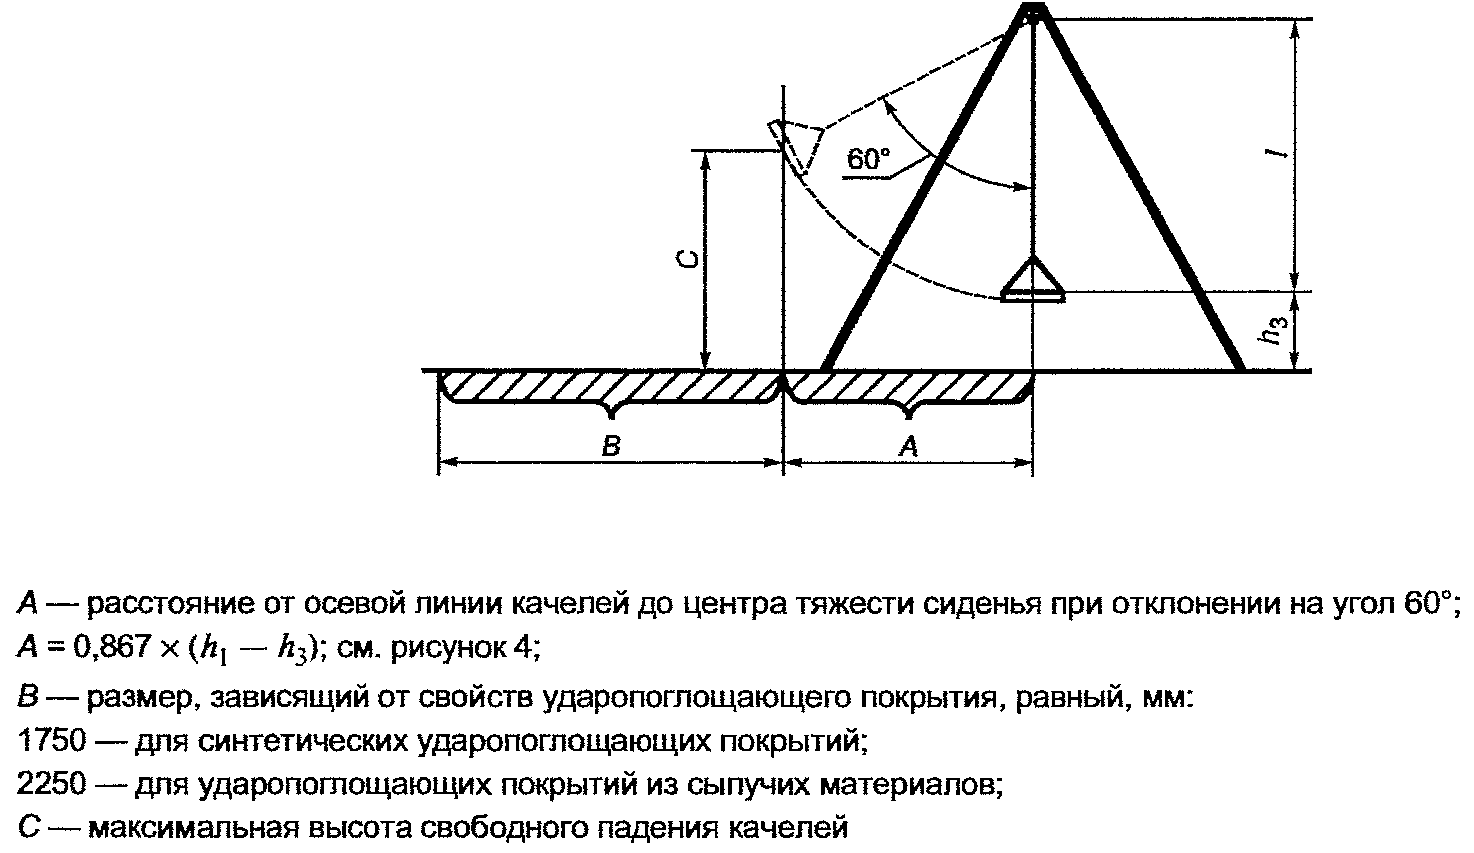 60°
l
C
h3
B
A
A — расстояние от осевой линии качелей до центра тяжести сиденья при отклонении на угол 60°;
A = 0,867 × (h1 — h3); см. рисунок 4;
B — размер, зависящий от свойств ударопоглощающего покрытия, равный, мм:
1750 — для синтетических ударопоглощающих покрытий;
2250 — для ударопоглощающих покрытий из сыпучих материалов;
C — максимальная высота свободного падения качелей